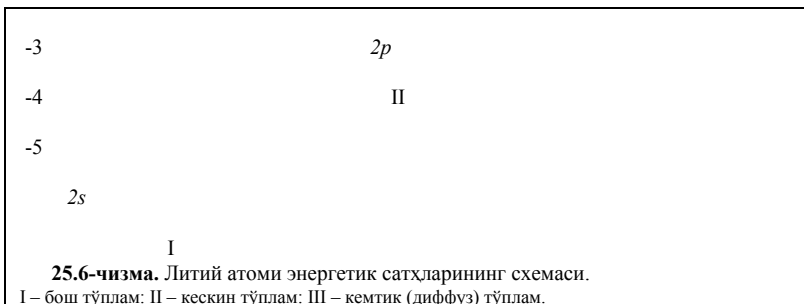 -3 2p
-4 II
-5
2s
I
25.6-чизма. Литий атоми энергетик сатҳларининг схемаси.
I – бош тўплам; II – кескин тўплам; III – кемтик (диффуз) тўплам.